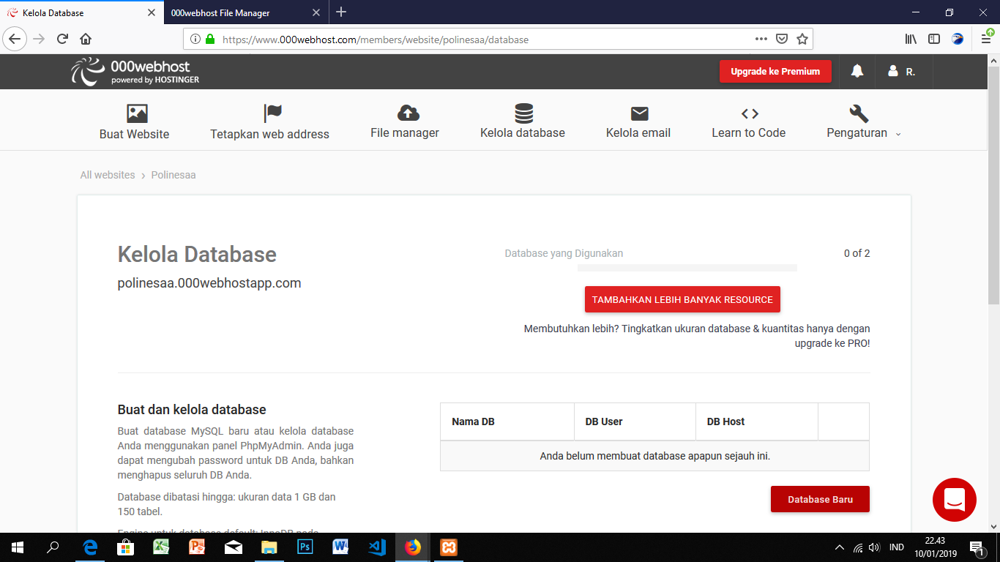 Kelola Database
000webhost File Manager
https://www.000webhost.com/members/website/polinesaa/database
000webhost
powered by HOSTINGER
Upgrade ke Premium
R.
Buat Website
Tetapkan web address
File manager
Kelola database
Kelola email
Learn to Code
Pengaturan
All websites › Polinesaa
Kelola Database
polinesaa.000webhostapp.com
Database yang Digunakan
0 of 2
TAMBAHKAN LEBIH BANYAK RESOURCE
Membutuhkan lebih? Tingkatkan ukuran database & kuantitas hanya dengan
upgrade ke PRO!
Buat dan kelola database
Buat database MySQL baru atau kelola database
Anda menggunakan panel PhpMyAdmin. Anda juga
dapat mengubah password untuk DB Anda, bahkan
menghapus seluruh DB Anda.
Database dibatasi hingga: ukuran data 1 GB dan
150 tabel.
Engine untuk database default: InnoDB pada
Nama DB
DB User
DB Host
Anda belum membuat database apapun sejauh ini.
Database Baru
IND
22.43
10/01/2019
1